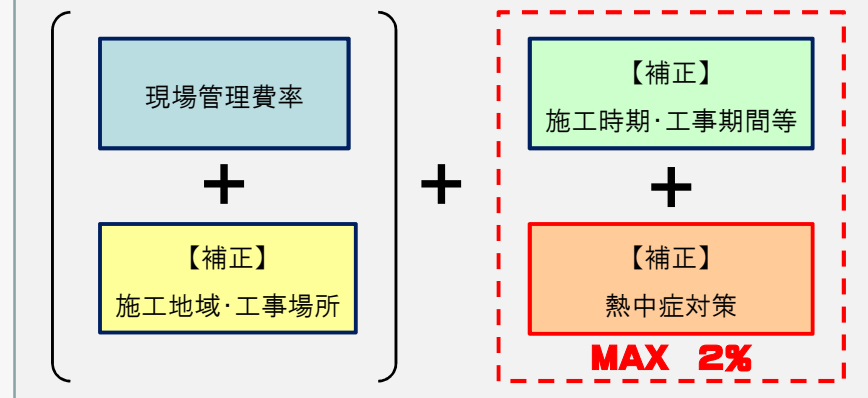 現場管理費率
+
【補正】
施工地域･工事場所
+
【補正】
施工時期･工事期間等
+
【補正】
熱中症対策
MAX 2%